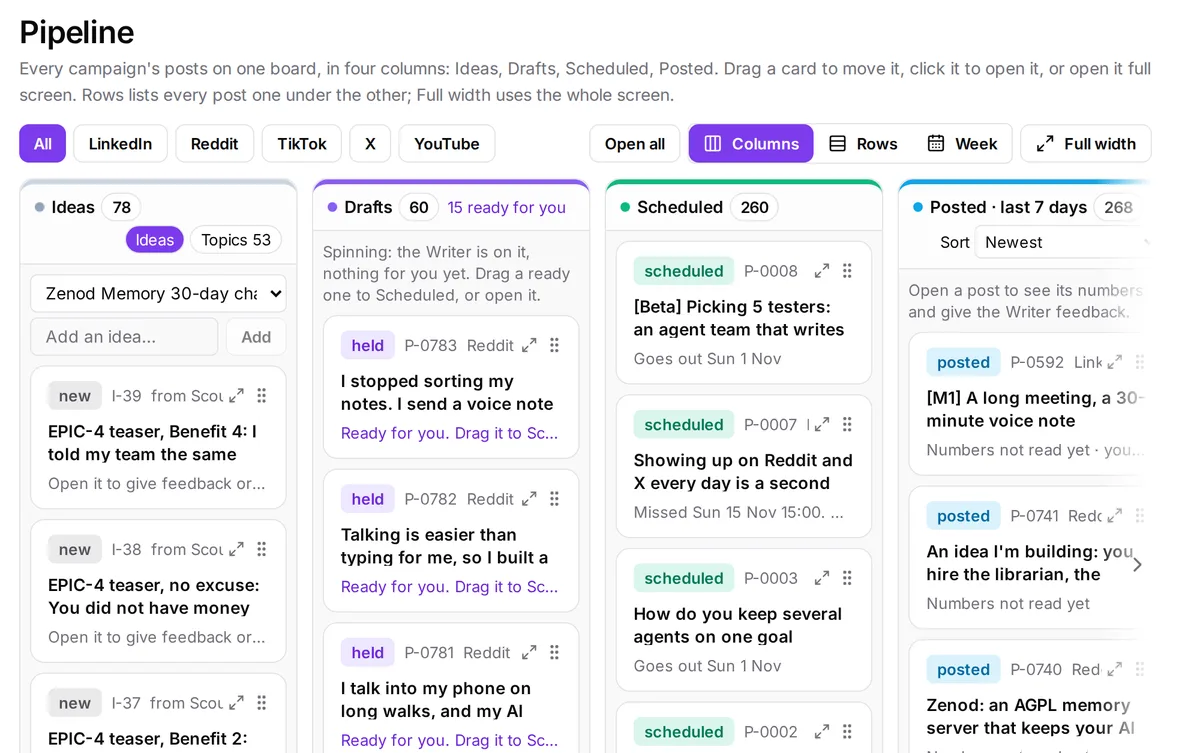 Pipeline
Every campaign's posts on one board, in four columns: Ideas, Drafts, Scheduled, Posted. Drag a card to move it, click it to open it, or open it full
screen. Rows lists every post one under the other; Full width uses the whole screen.
All LinkedIn Reddit TikTok X YouTube Open all Columns Rows Week Full width
Ideas 78
Ideas Topics 53
Zenod Memory 30-day cha
Add an idea... Add
new I-39 from Scou
EPIC-4 teaser, Benefit 4: I
told my team the same
Open it to give feedback or...
new I-38 from Scou
EPIC-4 teaser, no excuse:
You did not have money
Open it to give feedback or...
new I-37 from Scou
EPIC-4 teaser, Benefit 2:
Drafts 60 15 ready for you
Spinning: the Writer is on it,
nothing for you yet. Drag a ready
one to Scheduled, or open it.
held P-0783 Reddit
I stopped sorting my
notes. I send a voice note
Ready for you. Drag it to Sc...
held P-0782 Reddit
Talking is easier than
typing for me, so I built a
Ready for you. Drag it to Sc...
held P-0781 Reddit
I talk into my phone on
long walks, and my AI
Ready for you. Drag it to Sc...
Scheduled 260
scheduled P-0008
[Beta] Picking 5 testers:
an agent team that writes
Goes out Sun 1 Nov
scheduled P-0007
Showing up on Reddit and
X every day is a second
Missed Sun 15 Nov 15:00. ...
scheduled P-0003
How do you keep several
agents on one goal
Goes out Sun 1 Nov
scheduled P-0002
Posted · last 7 days 268
Sort Newest
Open a post to see its numbers
and give the Writer feedback.
posted P-0592 Link
[M1] A long meeting, a 30-
minute voice note
Numbers not read yet · you...
posted P-0741 Redd
An idea I'm building: you
hire the librarian, the
Numbers not read yet
posted P-0740 Red
Zenod: an AGPL memory
server that keeps your AI